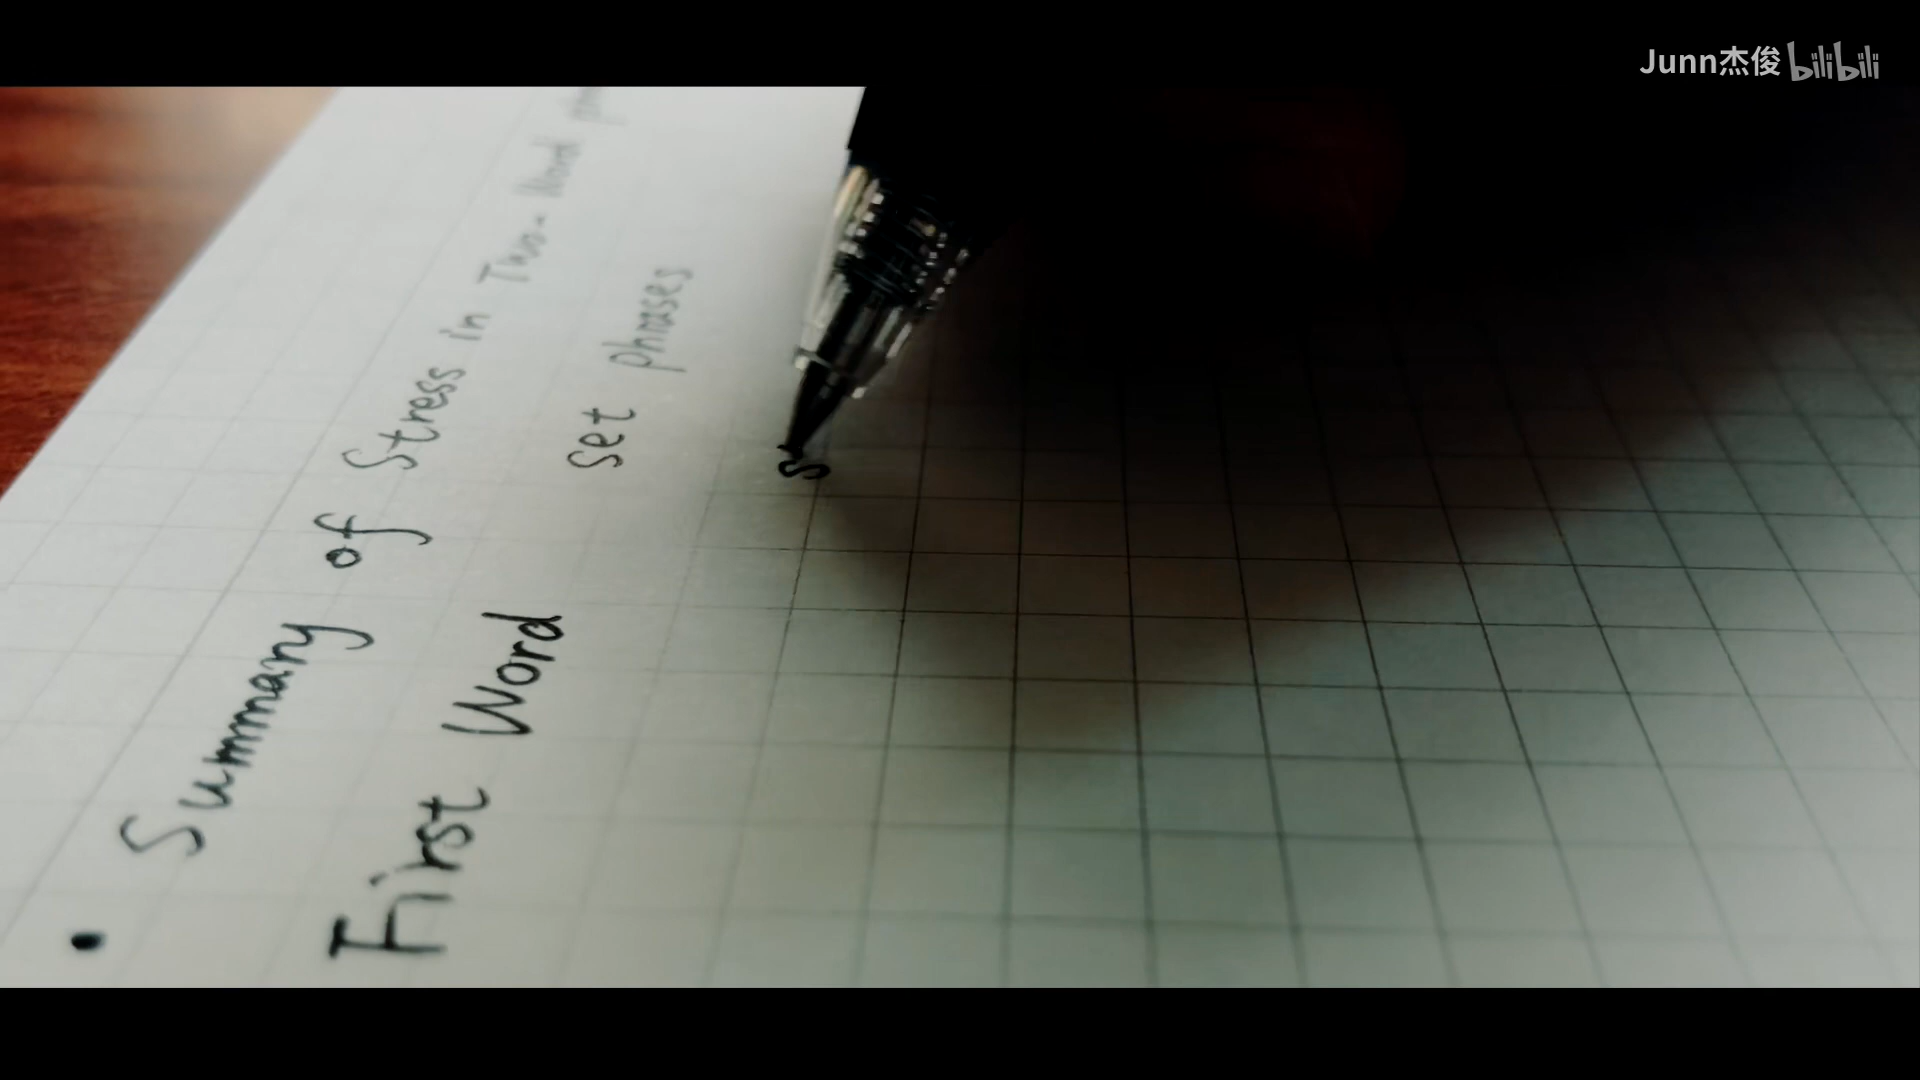 Junn杰俊 bilibili
• Summary of Stress in Two-Word
First Word
set phrases
s